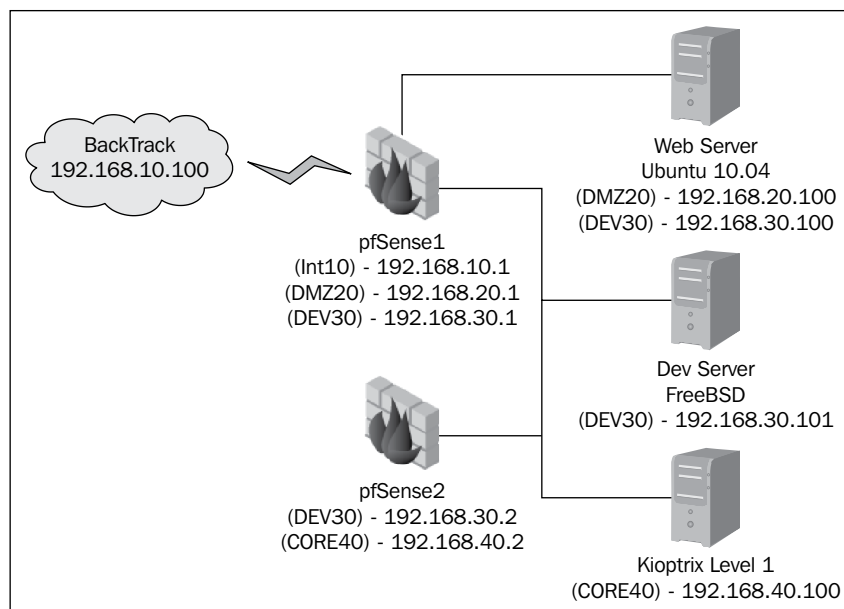 BackTrack
192.168.10.100
pfSense1
(Int10) - 192.168.10.1
(DMZ20) - 192.168.20.1
(DEV30) - 192.168.30.1
pfSense2
(DEV30) - 192.168.30.2
(CORE40) - 192.168.40.2
Web Server
Ubuntu 10.04
(DMZ20) - 192.168.20.100
(DEV30) - 192.168.30.100
Dev Server
FreeBSD
(DEV30) - 192.168.30.101
Kioptrix Level 1
(CORE40) - 192.168.40.100